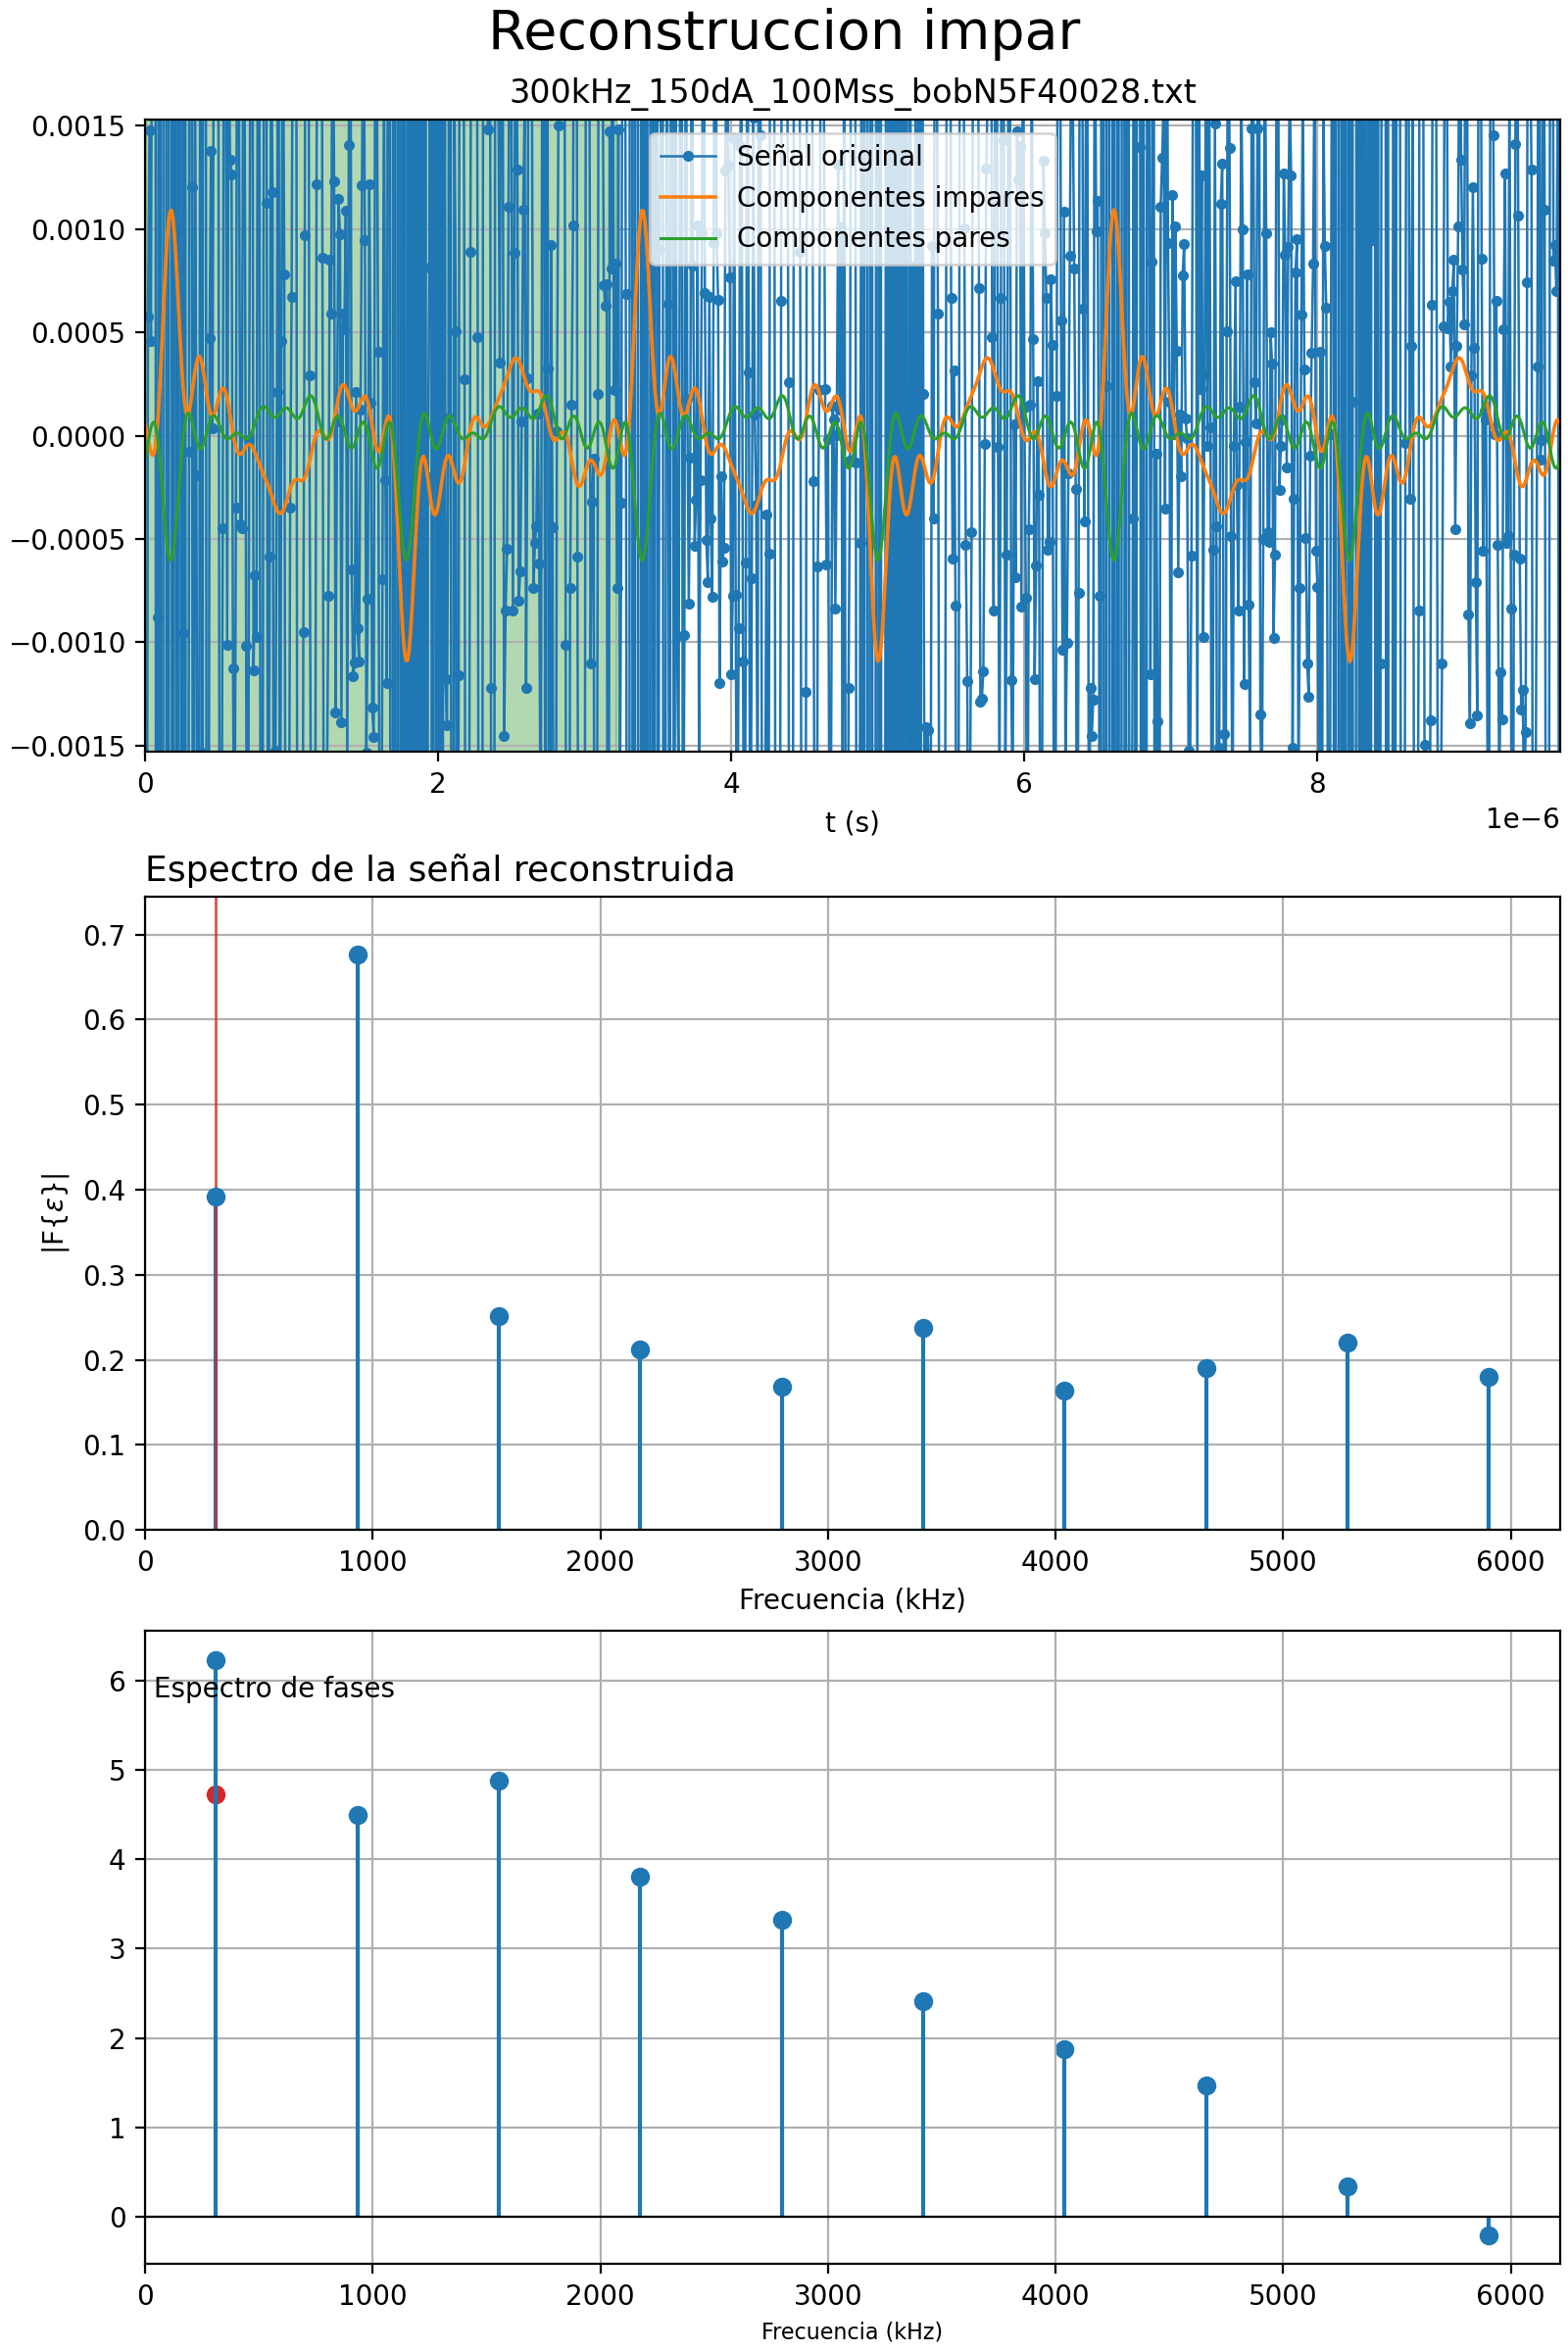 Reconstruccion impar
300kHz_150dA_100Mss_bobN5F40028.txt
0.0015
0.0010
0.0005
0.0000
−0.0005
−0.0010
−0.0015
Señal original
Componentes impares
Componentes pares
0 2 4 6 8
t (s)
1e−6
Espectro de la señal reconstruida
0.7
0.6
0.5
0.4
0.3
0.2
0.1
0.0
|F{ε}|
0 1000 2000 3000 4000 5000 6000
Frecuencia (kHz)
6
5
4
3
2
1
0
Espectro de fases
0 1000 2000 3000 4000 5000 6000
Frecuencia (kHz)